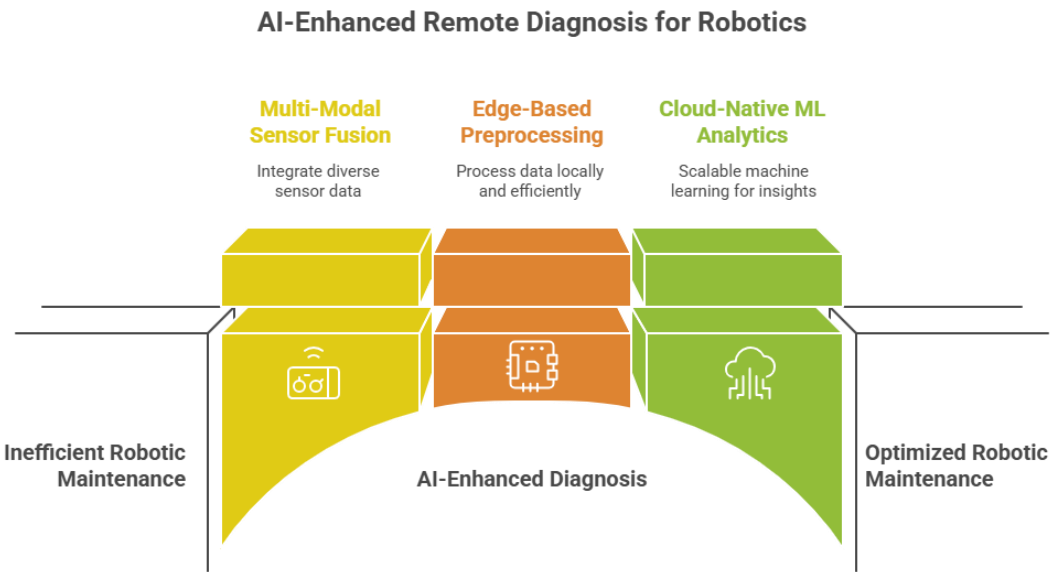 AI-Enhanced Remote Diagnosis for Robotics
Multi-Modal
Sensor Fusion
Integrate diverse
sensor data
Edge-Based
Preprocessing
Process data locally
and efficiently
Cloud-Native ML
Analytics
Scalable machine
learning for insights
Inefficient Robotic
Maintenance
AI-Enhanced Diagnosis
Optimized Robotic
Maintenance